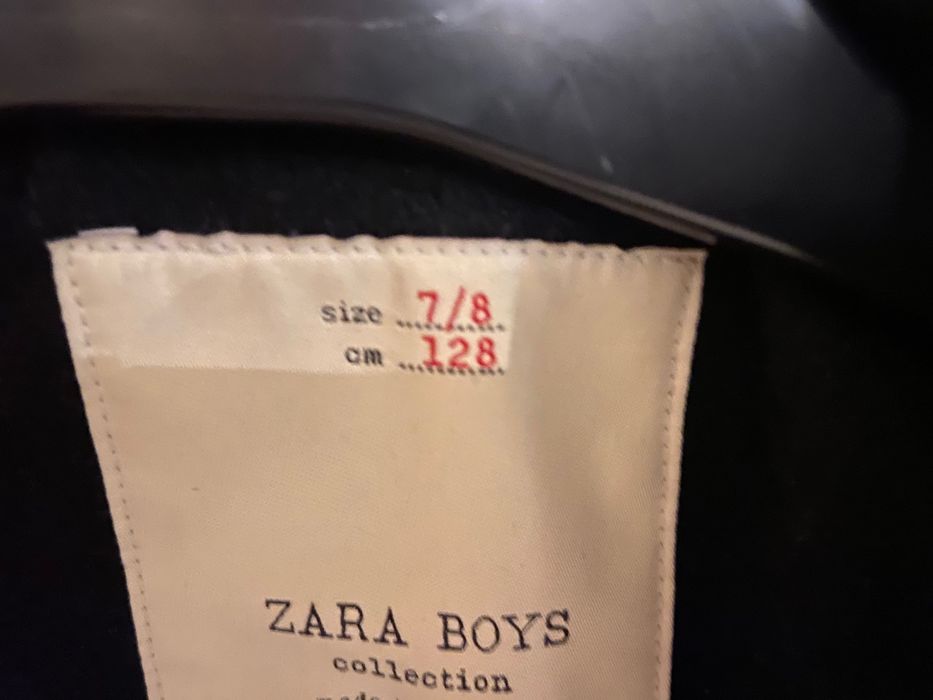 size 7/8
cm 128
ZARA BOYS
collection